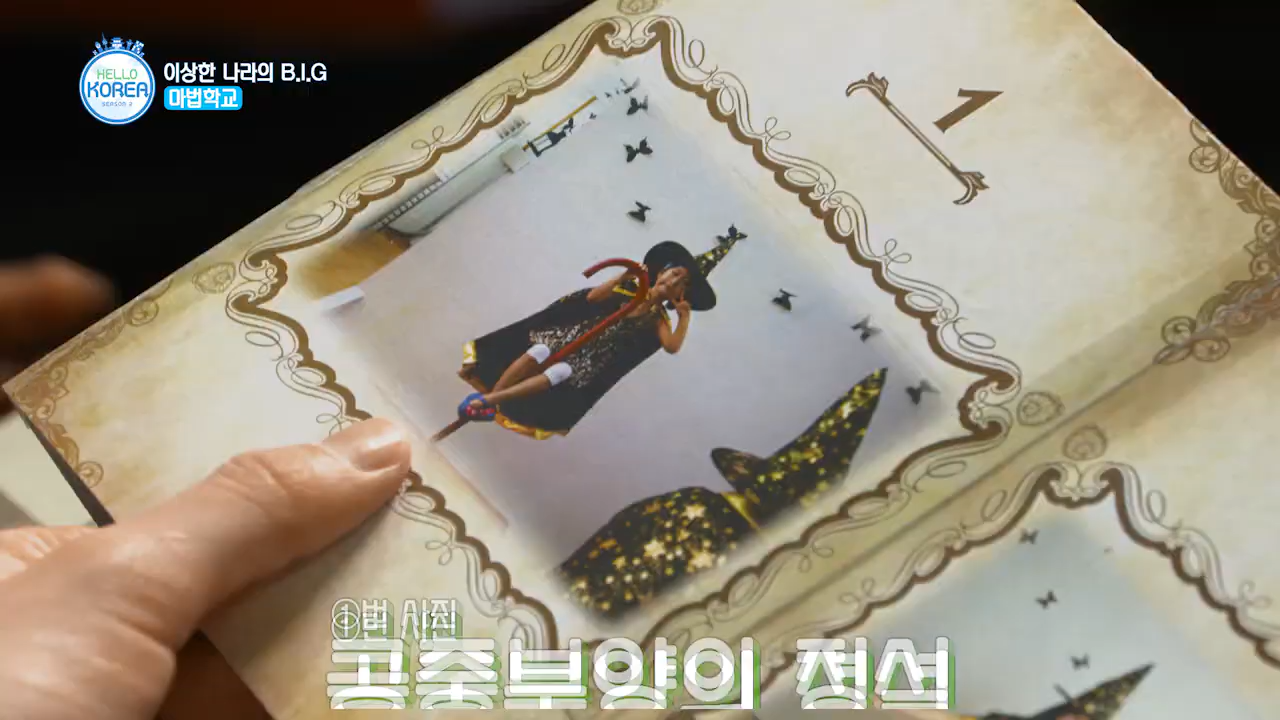 HELLO
KOREA
SEASON 2
이상한 나라의 B.I.G
마법학교
1
①번 사진
공중부양의 정석